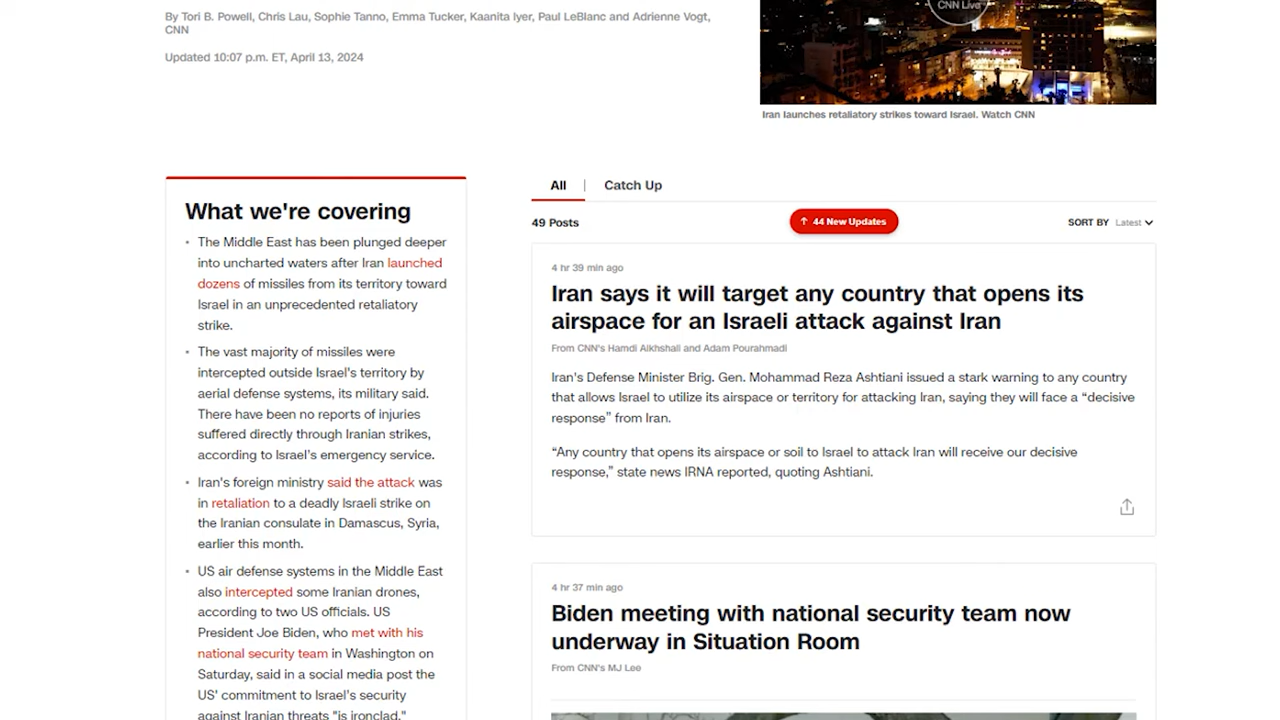 By Tori B. Powell, Chris Lau, Sophie Tanno, Emma Tucker, Kaanita Iyer, Paul LeBlanc and Adrienne Vogt,
CNN
Updated 10:07 p.m. ET, April 13, 2024
CNN Live
Iran launches retaliatory strikes toward Israel. Watch CNN
What we're covering
• The Middle East has been plunged deeper
into uncharted waters after Iran launched
dozens of missiles from its territory toward
Israel in an unprecedented retaliatory
strike.
• The vast majority of missiles were
intercepted outside Israel's territory by
aerial defense systems, its military said.
There have been no reports of injuries
suffered directly through Iranian strikes,
according to Israel's emergency service.
• Iran's foreign ministry said the attack was
in retaliation to a deadly Israeli strike on
the Iranian consulate in Damascus, Syria,
earlier this month.
• US air defense systems in the Middle East
also intercepted some Iranian drones,
according to two US officials. US
President Joe Biden, who met with his
national security team in Washington on
Saturday, said in a social media post the
US' commitment to Israel's security
against Iranian threats "is ironclad."
All | Catch Up
49 Posts
↑ 44 New Updates
SORT BY Latest
4 hr 39 min ago
Iran says it will target any country that opens its
airspace for an Israeli attack against Iran
From CNN's Hamdi Alkhshali and Adam Pourahmadi
Iran's Defense Minister Brig. Gen. Mohammad Reza Ashtiani issued a stark warning to any country
that allows Israel to utilize its airspace or territory for attacking Iran, saying they will face a “decisive
response” from Iran.
“Any country that opens its airspace or soil to Israel to attack Iran will receive our decisive
response,” state news IRNA reported, quoting Ashtiani.
4 hr 37 min ago
Biden meeting with national security team now
underway in Situation Room
From CNN's MJ Lee